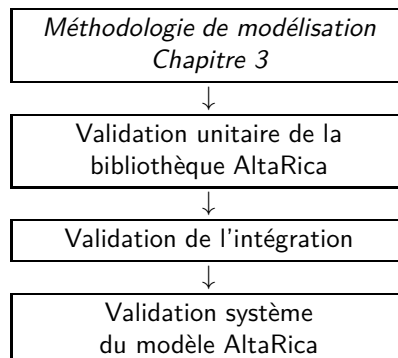 Méthodologie de modélisation
Chapitre 3
↓
Validation unitaire de la
bibliothèque AltaRica
↓
Validation de l'intégration
↓
Validation système
du modèle AltaRica